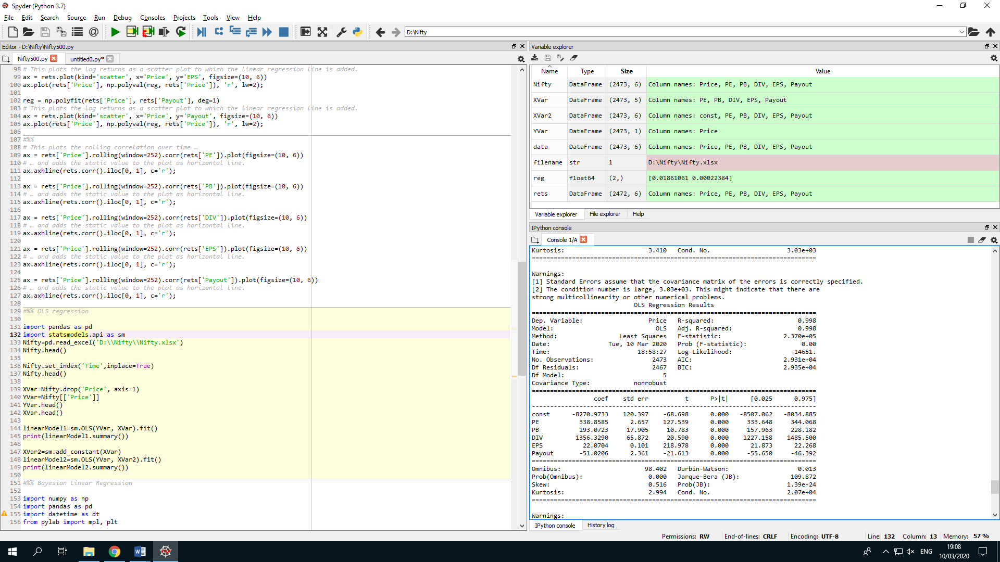 Spyder (Python 3.7)
File Edit Search Source Run Debug Consoles Projects Tools View Help
D:\Nifty
Editor - D:\Nifty\Nifty500.py
Nifty500.py untitled0.py*
98 # This plots the log returns as a scatter plot to which the linear regression line is added.
99 ax = rets.plot(kind='scatter', x='Price', y='EPS', figsize=(10, 6))
100 ax.plot(rets['Price'], np.polyval(reg, rets['Price']), 'r', lw=2);
101
102 reg = np.polyfit(rets['Price'], rets['Payout'], deg=1)
103 # This plots the log returns as a scatter plot to which the linear regression line is added.
104 ax = rets.plot(kind='scatter', x='Price', y='Payout', figsize=(10, 6))
105 ax.plot(rets['Price'], np.polyval(reg, rets['Price']), 'r', lw=2);
106
107 #%%
108 # This plots the rolling correlation over time …
109 ax = rets['Price'].rolling(window=252).corr(rets['PE']).plot(figsize=(10, 6))
110 # … and adds the static value to the plot as horizontal line.
111 ax.axhline(rets.corr().iloc[0, 1], c='r');
112
113 ax = rets['Price'].rolling(window=252).corr(rets['PB']).plot(figsize=(10, 6))
114 # … and adds the static value to the plot as horizontal line.
115 ax.axhline(rets.corr().iloc[0, 1], c='r');
116
117 ax = rets['Price'].rolling(window=252).corr(rets['DIV']).plot(figsize=(10, 6))
118 # … and adds the static value to the plot as horizontal line.
119 ax.axhline(rets.corr().iloc[0, 1], c='r');
120
121 ax = rets['Price'].rolling(window=252).corr(rets['EPS']).plot(figsize=(10, 6))
122 # … and adds the static value to the plot as horizontal line.
123 ax.axhline(rets.corr().iloc[0, 1], c='r');
124
125 ax = rets['Price'].rolling(window=252).corr(rets['Payout']).plot(figsize=(10, 6))
126 # … and adds the static value to the plot as horizontal line.
127 ax.axhline(rets.corr().iloc[0, 1], c='r');
128
129 #%% OLS regression
130
131 import pandas as pd
132 import statsmodels.api as sm
133 Nifty=pd.read_excel('D:\\Nifty\\Nifty.xlsx')
134 Nifty.head()
135
136 Nifty.set_index('Time',inplace=True)
137 Nifty.head()
138
139 XVar=Nifty.drop('Price', axis=1)
140 YVar=Nifty[['Price']]
141 YVar.head()
142 XVar.head()
143
144 linearModel1=sm.OLS(YVar, XVar).fit()
145 print(linearModel1.summary())
146
147 XVar2=sm.add_constant(XVar)
148 linearModel2=sm.OLS(YVar, XVar2).fit()
149 print(linearModel2.summary())
150
151 #%% Bayesian Linear Regression
152
153 import numpy as np
154 import pandas as pd
155 import datetime as dt
156 from pylab import mpl, plt
Variable explorer
Name Type Size Value
Nifty DataFrame (2473, 6) Column names: Price, PE, PB, DIV, EPS, Payout
XVar DataFrame (2473, 5) Column names: PE, PB, DIV, EPS, Payout
XVar2 DataFrame (2473, 6) Column names: const, PE, PB, DIV, EPS, Payout
YVar DataFrame (2473, 1) Column names: Price
data DataFrame (2473, 6) Column names: Price, PE, PB, DIV, EPS, Payout
filename str 1 D:\Nifty\Nifty.xlsx
reg float64 (2,) [0.01861061 0.00022384]
rets DataFrame (2472, 6) Column names: Price, PE, PB, DIV, EPS, Payout
Variable explorer File explorer Help
IPython console
Console 1/A
Kurtosis: 3.410 Cond. No. 3.03e+03
==============================================================================
Warnings:
[1] Standard Errors assume that the covariance matrix of the errors is correctly specified.
[2] The condition number is large, 3.03e+03. This might indicate that there are
strong multicollinearity or other numerical problems.
OLS Regression Results
==============================================================================
Dep. Variable: Price R-squared: 0.998
Model: OLS Adj. R-squared: 0.998
Method: Least Squares F-statistic: 2.370e+05
Date: Tue, 10 Mar 2020 Prob (F-statistic): 0.00
Time: 18:58:27 Log-Likelihood: -14651.
No. Observations: 2473 AIC: 2.931e+04
Df Residuals: 2467 BIC: 2.935e+04
Df Model: 5
Covariance Type: nonrobust
==============================================================================
coef std err t P>|t| [0.025 0.975]
------------------------------------------------------------------------------
const -8270.9733 120.397 -68.698 0.000 -8507.062 -8034.885
PE 338.8585 2.657 127.539 0.000 333.648 344.068
PB 193.0723 17.905 10.783 0.000 157.963 228.182
DIV 1356.3290 65.872 20.590 0.000 1227.158 1485.500
EPS 22.0704 0.101 218.978 0.000 21.873 22.268
Payout -51.0206 2.361 -21.613 0.000 -55.650 -46.392
==============================================================================
Omnibus: 98.402 Durbin-Watson: 0.013
Prob(Omnibus): 0.000 Jarque-Bera (JB): 109.872
Skew: 0.516 Prob(JB): 1.39e-24
Kurtosis: 2.994 Cond. No. 2.07e+04
==============================================================================
Warnings:
IPython console History log
Permissions: RW End-of-lines: CRLF Encoding: UTF-8 Line: 132 Column: 13 Memory: 57 %
ENG
19:08
10/03/2020